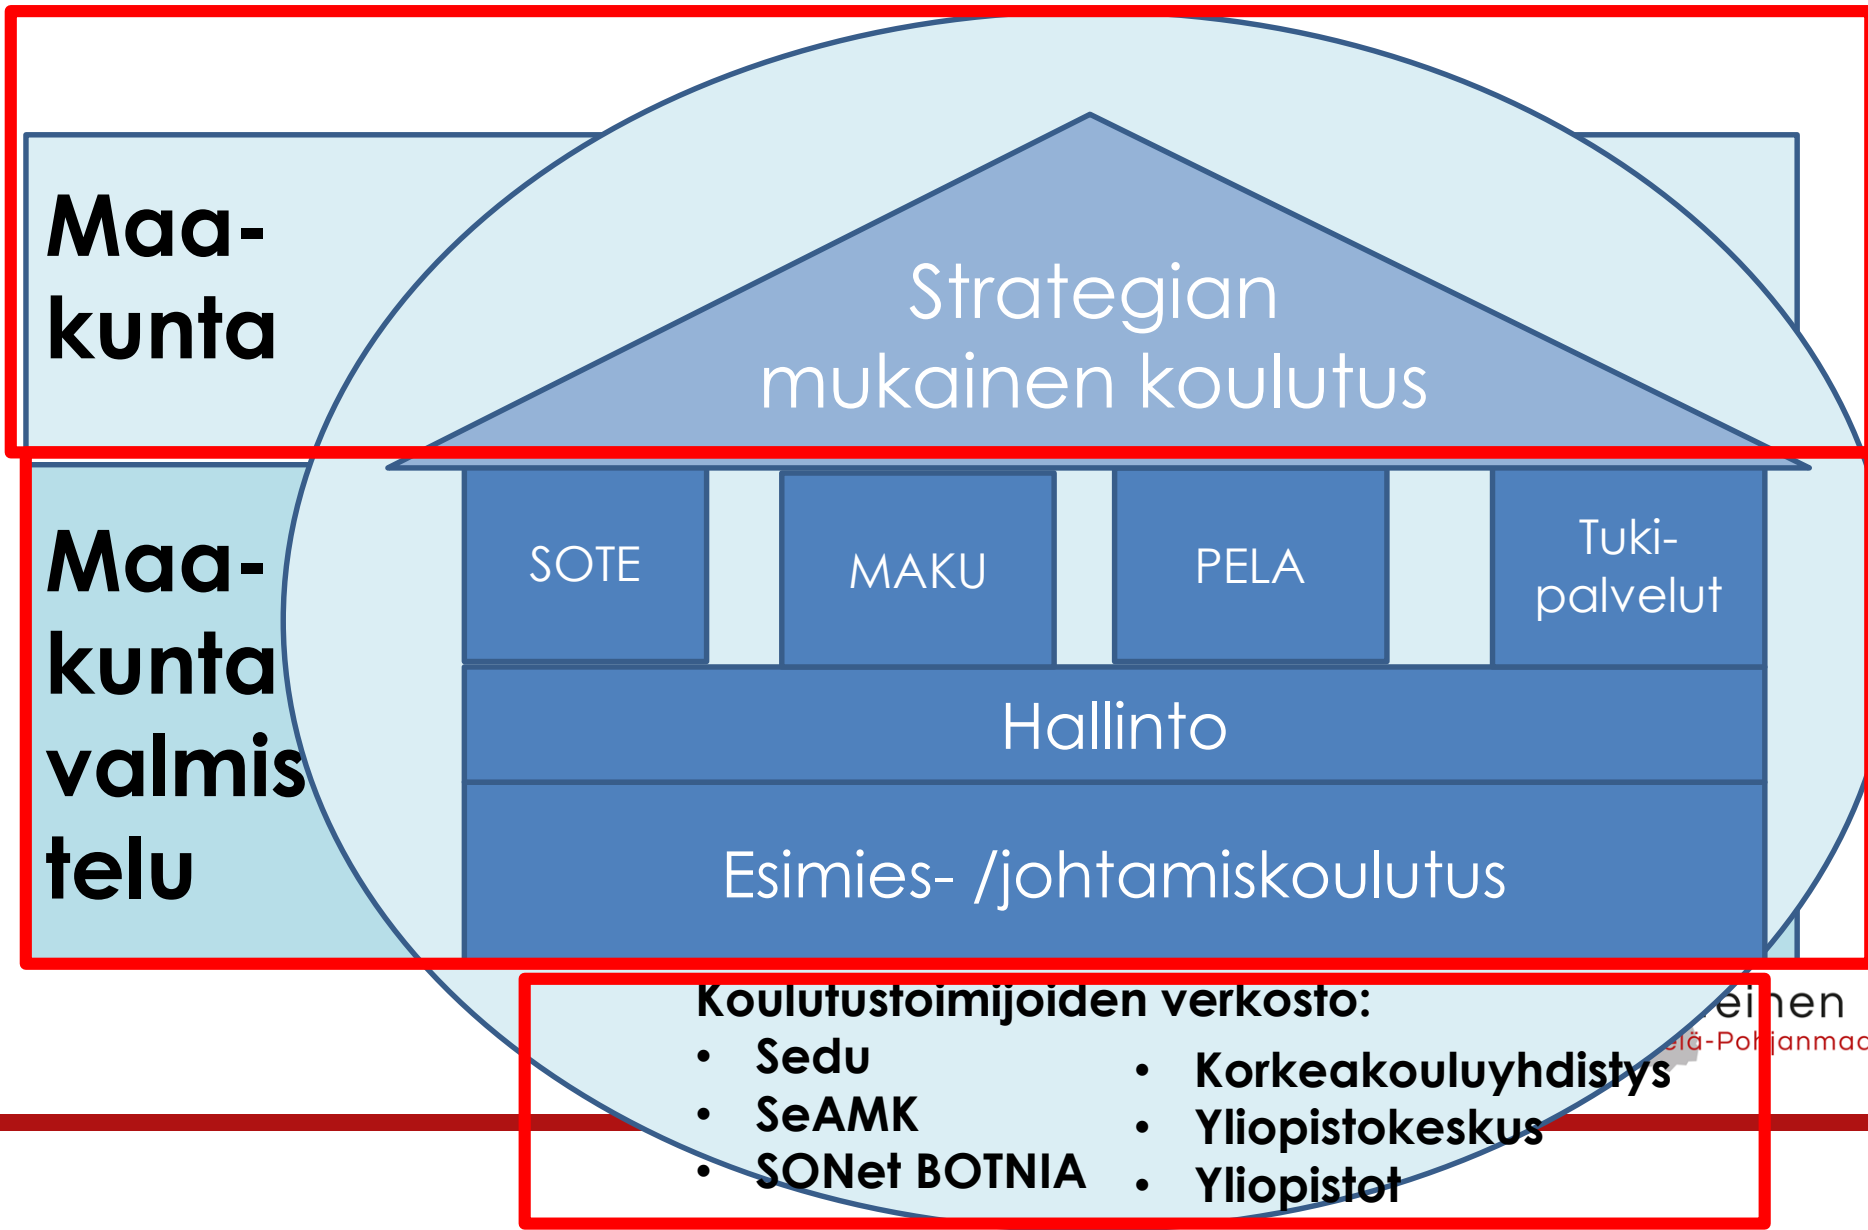 Maa-
kunta
Strategian
mukainen koulutus
Maa-
kunta
valmis
telu
SOTE
MAKU
PELA
Tuki-
palvelut
Hallinto
Esimies- /johtamiskoulutus
Koulutustoimijoiden verkosto:
• Sedu
• SeAMK
• SONet BOTNIA
• Korkeakouluyhdistys
• Yliopistokeskus
• Yliopistot